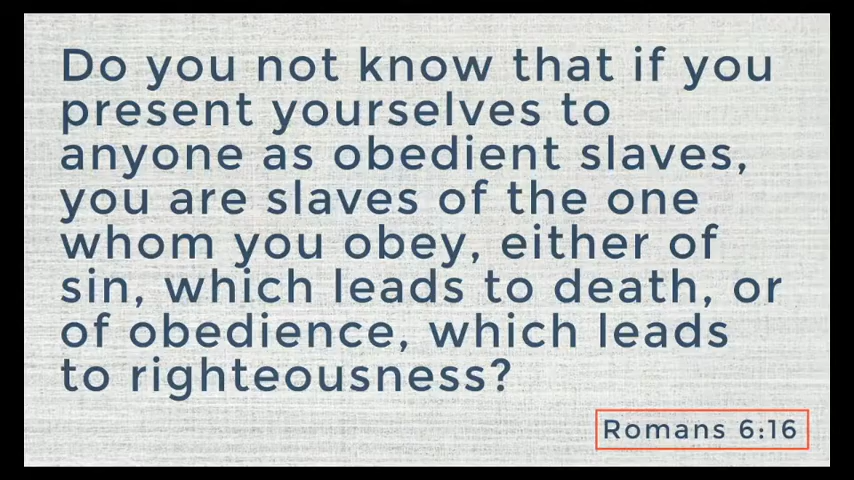 Do you not know that if you
present yourselves to
anyone as obedient slaves,
you are slaves of the one
whom you obey, either of
sin, which leads to death, or
of obedience, which leads
to righteousness?
Romans 6:16